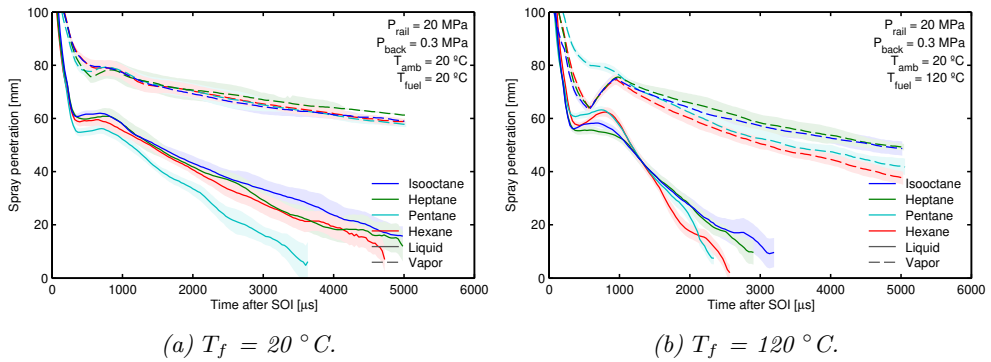 100
80
60
40
20
0
Spray penetration [mm]
0 1000 2000 3000 4000 5000 6000
Time after SOI [µs]
P_rail = 20 MPa
P_back = 0.3 MPa
T_amb = 20 ºC
T_fuel = 20 ºC
Isooctane
Heptane
Pentane
Hexane
Liquid
Vapor
(a) T_f = 20 °C.
100
80
60
40
20
0
Spray penetration [mm]
0 1000 2000 3000 4000 5000 6000
Time after SOI [µs]
P_rail = 20 MPa
P_back = 0.3 MPa
T_amb = 20 ºC
T_fuel = 120 ºC
Isooctane
Heptane
Pentane
Hexane
Liquid
Vapor
(b) T_f = 120 °C.